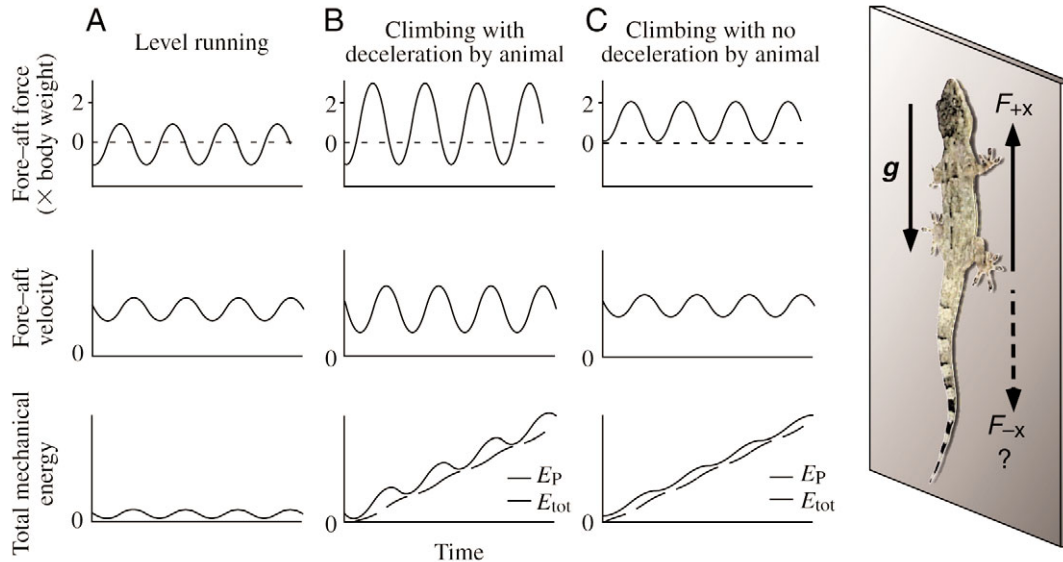 A
Level running
B
Climbing with
deceleration by animal
C
Climbing with no
deceleration by animal
Fore–aft force
(× body weight)
2
0
2
0
2
0
Fore–aft
velocity
0
0
0
Total mechanical
energy
0
0
EP
Etot
0
EP
Etot
Time
g
F+x
F–x
?